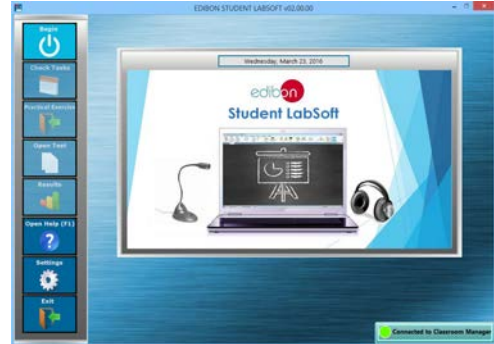 EDIBON STUDENT LABSOFT v02.00.00
Begin
Check Tasks
Practical Exercise
Open Tool
Results
Open Help (F1)
Settings
Exit
Wednesday, March 23, 2016
edibon
Student LabSoft
Connected to Classroom Manager